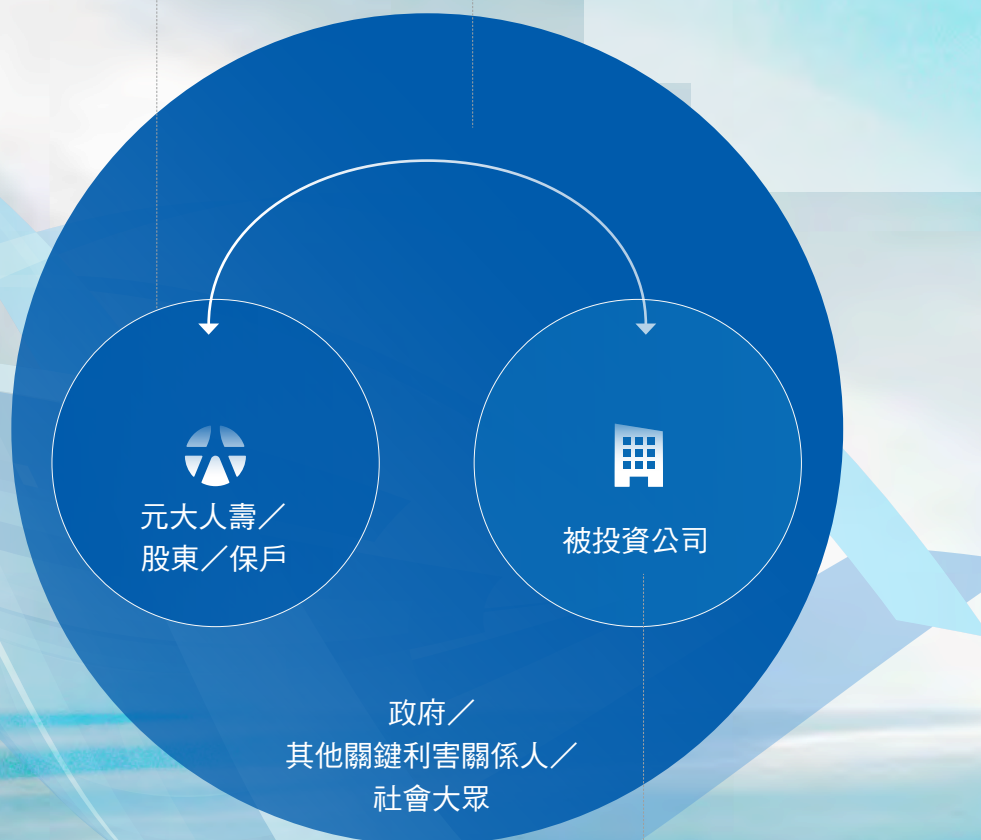 元大人壽／
股東／保戶
被投資公司
政府／
其他關鍵利害關係人／
社會大眾